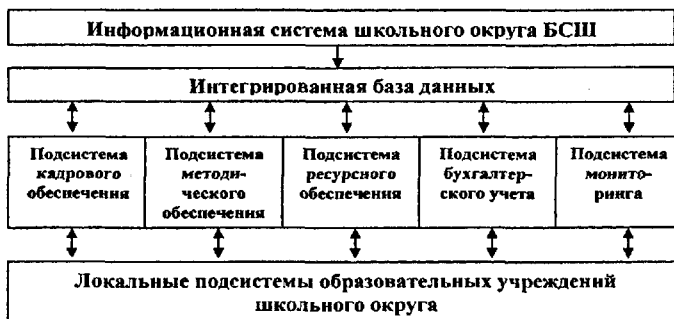 Информационная система школьного округа БСШ
Интегрированная база данных
Подсистема
кадрового
обеспечения
Подсистема
методи-
ческого
обеспечения
Подсистема
ресурсного
обеспечения
Подсистема
бухгалтер-
ского учета
Подсистема
монито-
ринга
Локальные подсистемы образовательных учреждений
школьного округа